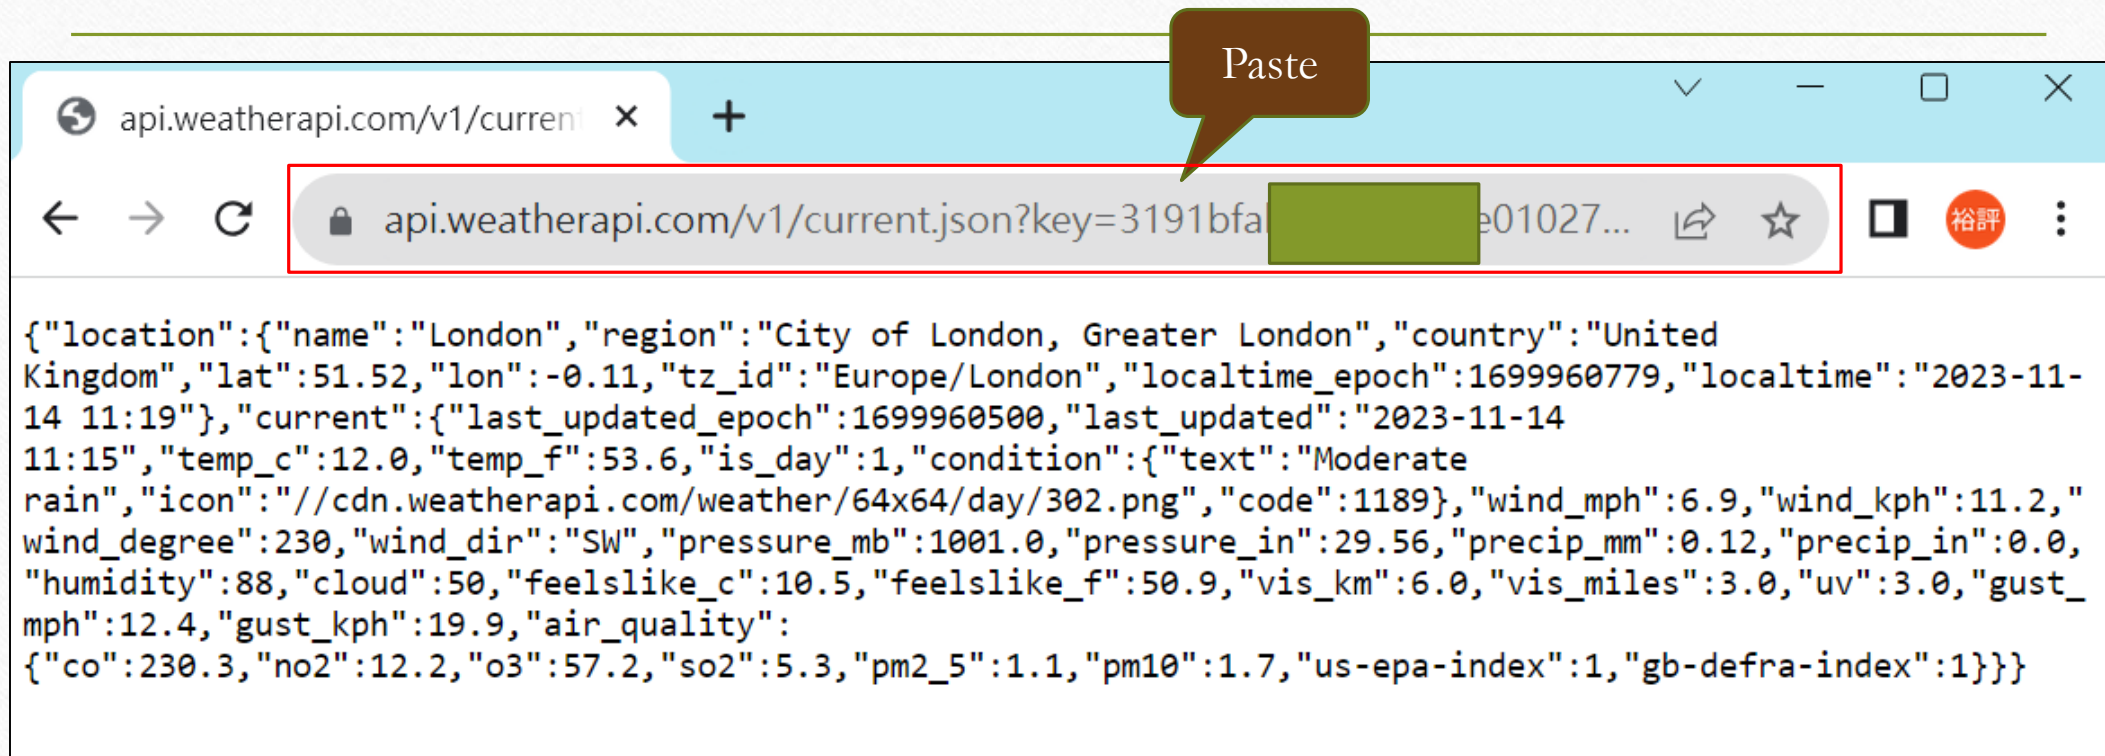 Paste
api.weatherapi.com/v1/curren
api.weatherapi.com/v1/current.json?key=3191bfa e01027...
裕評
{"location":{"name":"London","region":"City of London, Greater London","country":"United
Kingdom","lat":51.52,"lon":-0.11,"tz_id":"Europe/London","localtime_epoch":1699960779,"localtime":"2023-11-
14 11:19"},"current":{"last_updated_epoch":1699960500,"last_updated":"2023-11-14
11:15","temp_c":12.0,"temp_f":53.6,"is_day":1,"condition":{"text":"Moderate
rain","icon":"//cdn.weatherapi.com/weather/64x64/day/302.png","code":1189},"wind_mph":6.9,"wind_kph":11.2,"
wind_degree":230,"wind_dir":"SW","pressure_mb":1001.0,"pressure_in":29.56,"precip_mm":0.12,"precip_in":0.0,
"humidity":88,"cloud":50,"feelslike_c":10.5,"feelslike_f":50.9,"vis_km":6.0,"vis_miles":3.0,"uv":3.0,"gust_
mph":12.4,"gust_kph":19.9,"air_quality":
{"co":230.3,"no2":12.2,"o3":57.2,"so2":5.3,"pm2_5":1.1,"pm10":1.7,"us-epa-index":1,"gb-defra-index":1}}}